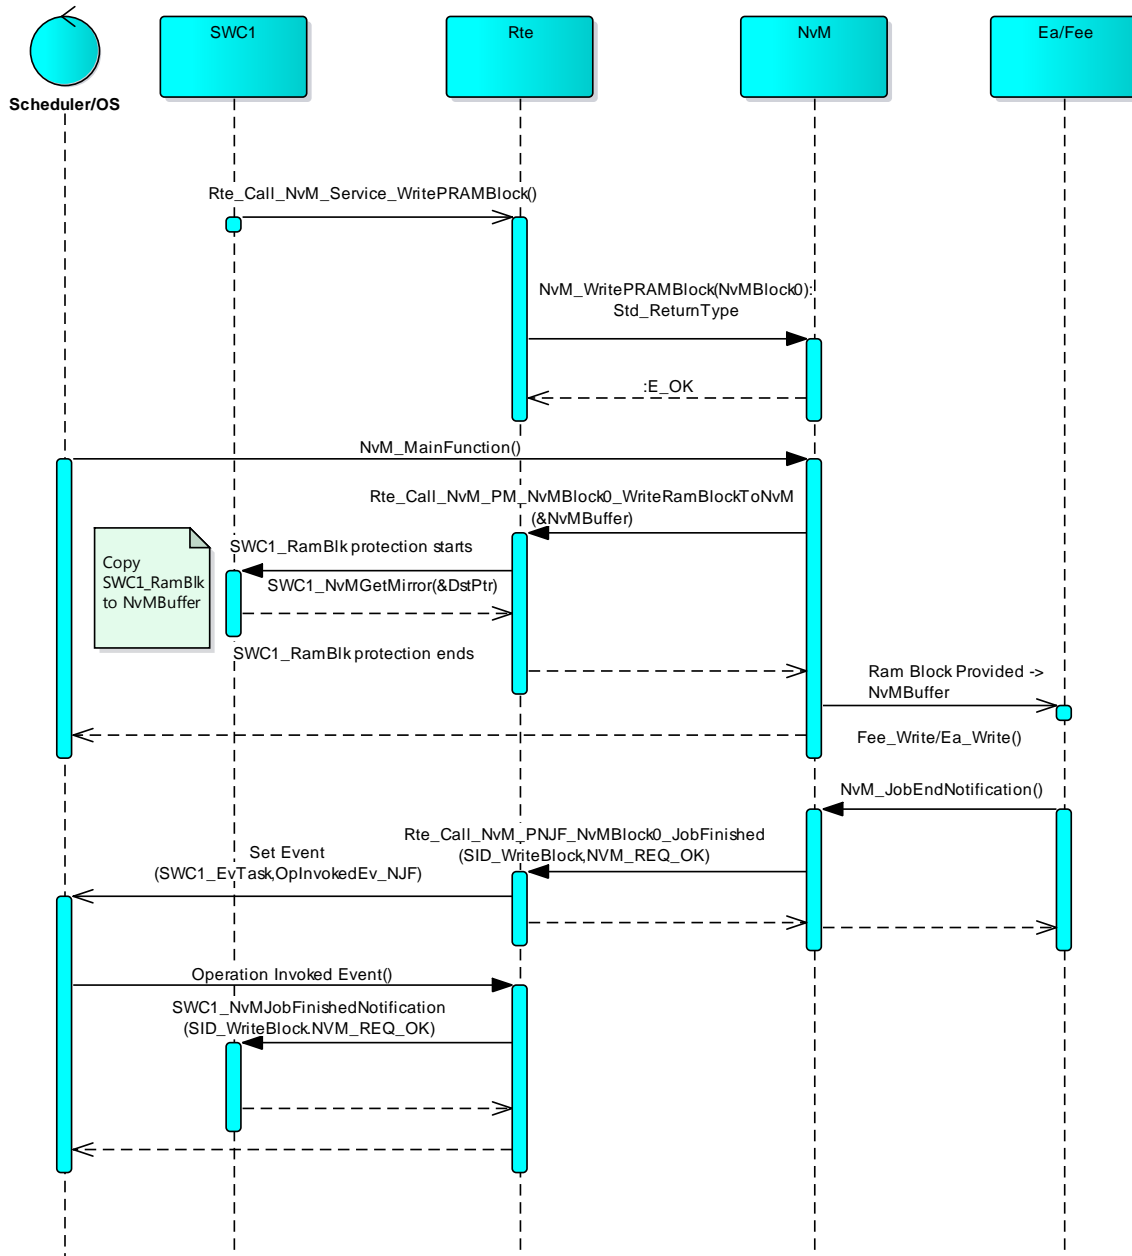 SWC1
Rte
NvM
Ea/Fee
Scheduler/OS
Rte_Call_NvM_Service_WritePRAMBlock()
NvM_WritePRAMBlock(NvMBlock0):
Std_ReturnType
:E_OK
NvM_MainFunction()
Rte_Call_NvM_PM_NvMBlock0_WriteRamBlockToNvM
(&NvMBuffer)
Copy
SWC1_RamBlk
to NvMBuffer
SWC1_RamBlk protection starts
SWC1_NvMGetMirror(&DstPtr)
SWC1_RamBlk protection ends
Ram Block Provided ->
NvMBuffer
Fee_Write/Ea_Write()
NvM_JobEndNotification()
Rte_Call_NvM_PNJF_NvMBlock0_JobFinished
(SID_WriteBlock,NVM_REQ_OK)
Set Event
(SWC1_EvTask,OpInvokedEv_NJF)
Operation Invoked Event()
SWC1_NvMJobFinishedNotification
(SID_WriteBlock.NVM_REQ_OK)